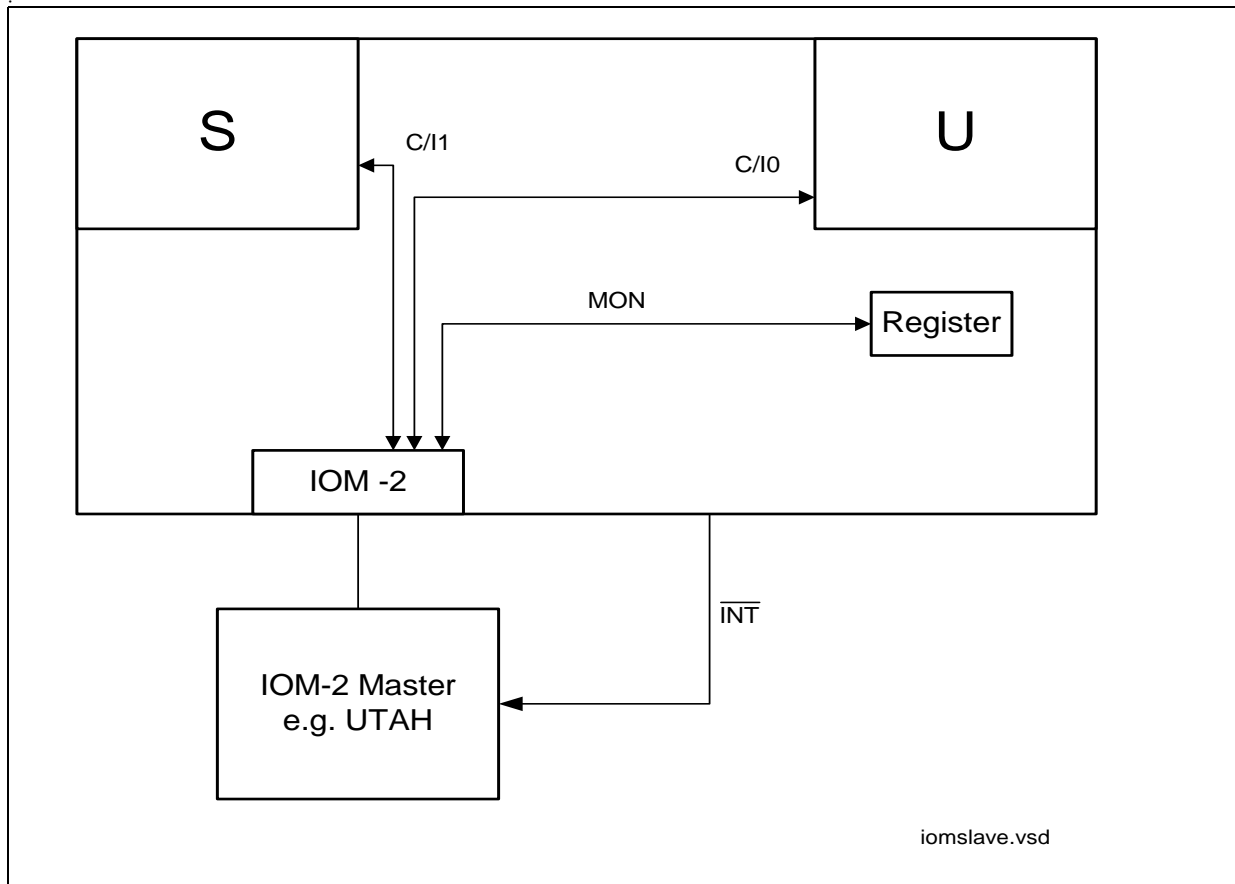 S
U
C/I1
C/I0
MON
Register
IOM -2
INT
IOM-2 Master
e.g. UTAH
iomslave.vsd